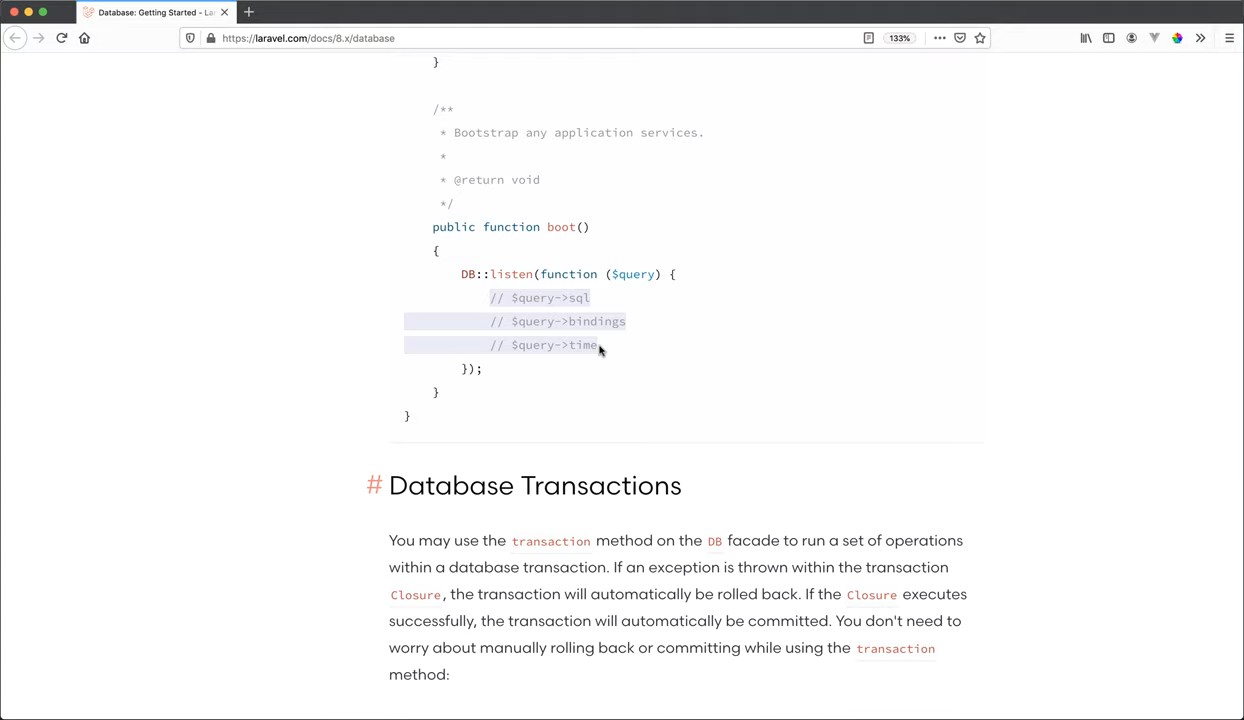 Database: Getting Started - La
https://laravel.com/docs/8.x/database
133%
}
/**
* Bootstrap any application services.
*
* @return void
*/
public function boot()
{
DB::listen(function ($query) {
// $query->sql
// $query->bindings
// $query->time
});
}
}
# Database Transactions
You may use the transaction method on the DB facade to run a set of operations
within a database transaction. If an exception is thrown within the transaction
Closure, the transaction will automatically be rolled back. If the Closure executes
successfully, the transaction will automatically be committed. You don't need to
worry about manually rolling back or committing while using the transaction
method: